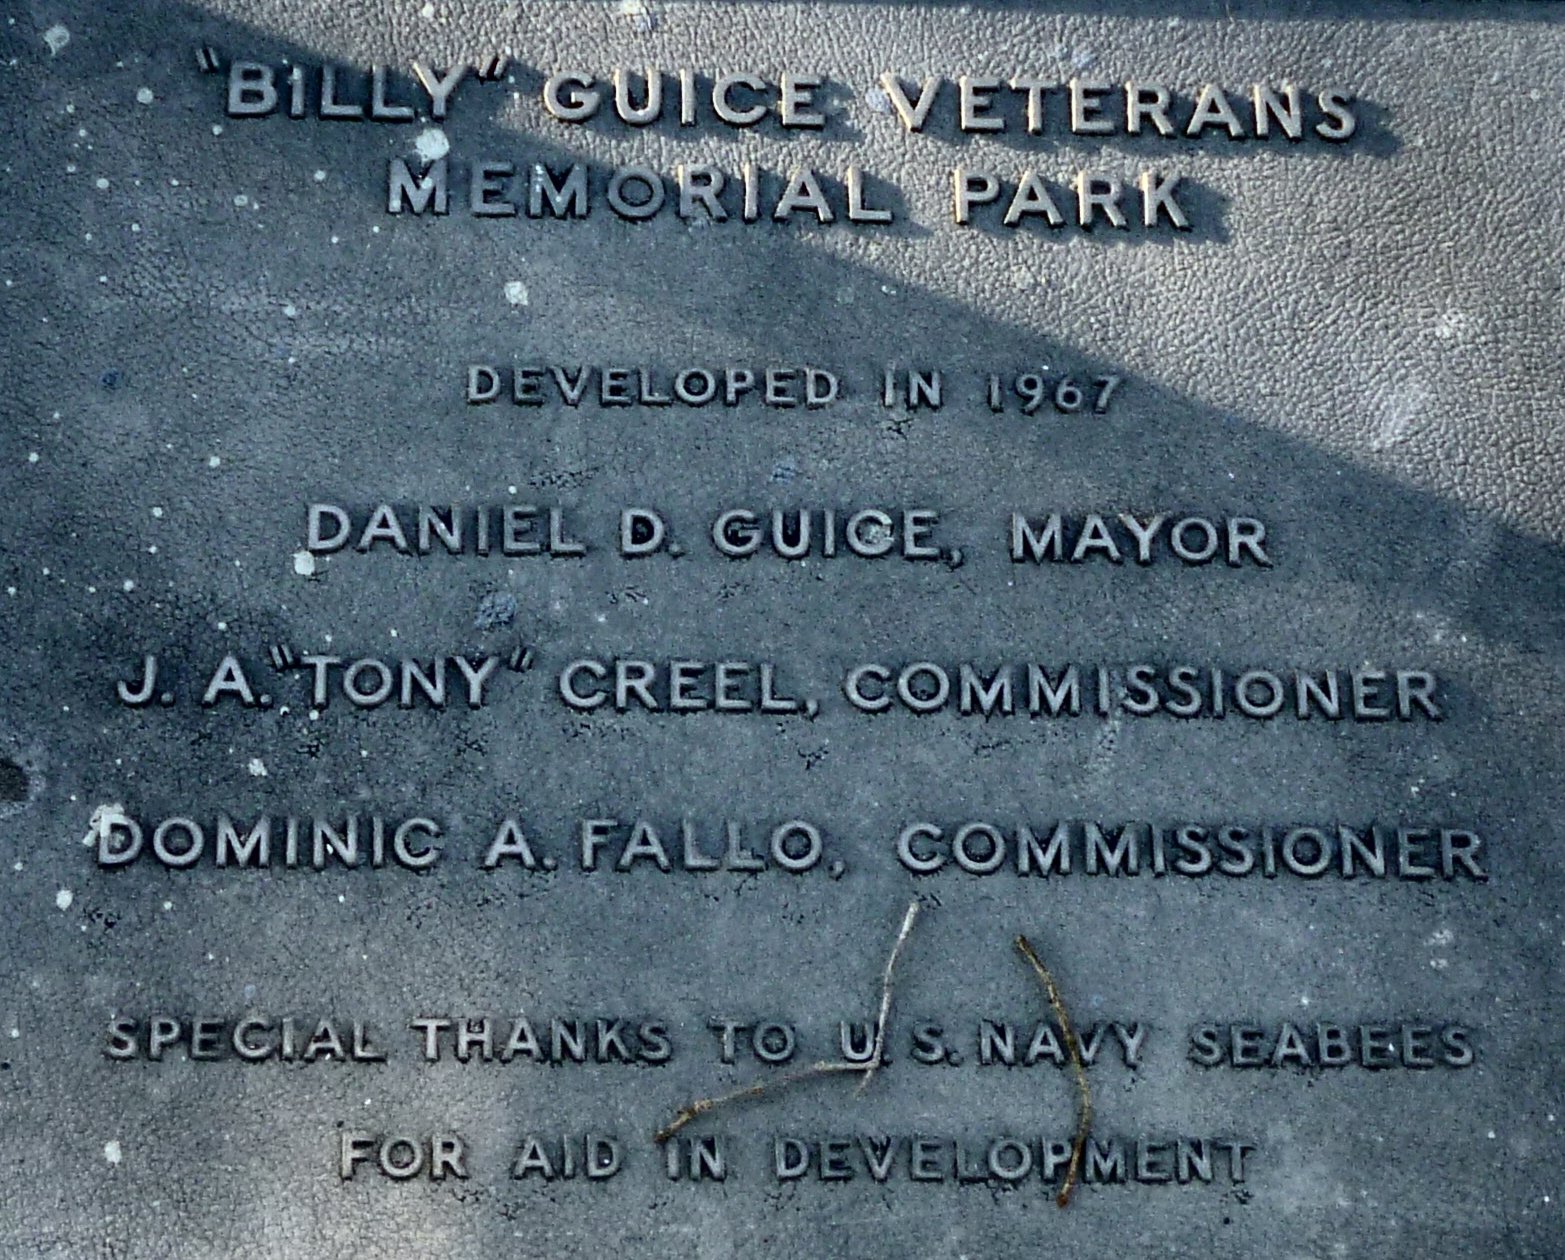 "BILLY" GUICE VETERANS
MEMORIAL PARK
DEVELOPED IN 1967
DANIEL D. GUICE, MAYOR
J. A. "TONY" CREEL, COMMISSIONER
DOMINIC A. FALLO, COMMISSIONER
SPECIAL THANKS TO U.S. NAVY SEABEES
FOR AID IN DEVELOPMENT